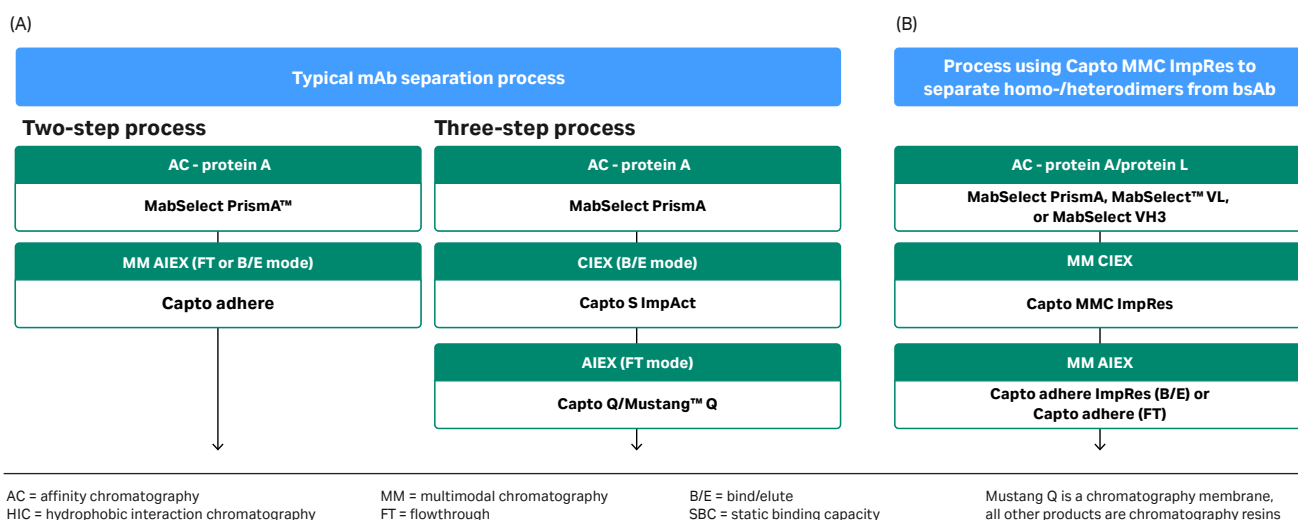 (A)
Typical mAb separation process
Two-step process
AC - protein A
MabSelect PrismA™
MM AIEX (FT or B/E mode)
Capto adhere
Three-step process
AC - protein A
MabSelect PrismA
CIEX (B/E mode)
Capto S ImpAct
AIEX (FT mode)
Capto Q/Mustang™ Q
(B)
Process using Capto MMC ImpRes to
separate homo-/heterodimers from bsAb
AC - protein A/protein L
MabSelect PrismA, MabSelect™ VL,
or MabSelect VH3
MM CIEX
Capto MMC ImpRes
MM AIEX
Capto adhere ImpRes (B/E) or
Capto adhere (FT)
AC = affinity chromatography
HIC = hydrophobic interaction chromatography
MM = multimodal chromatography
FT = flowthrough
B/E = bind/elute
SBC = static binding capacity
Mustang Q is a chromatography membrane,
all other products are chromatography resins